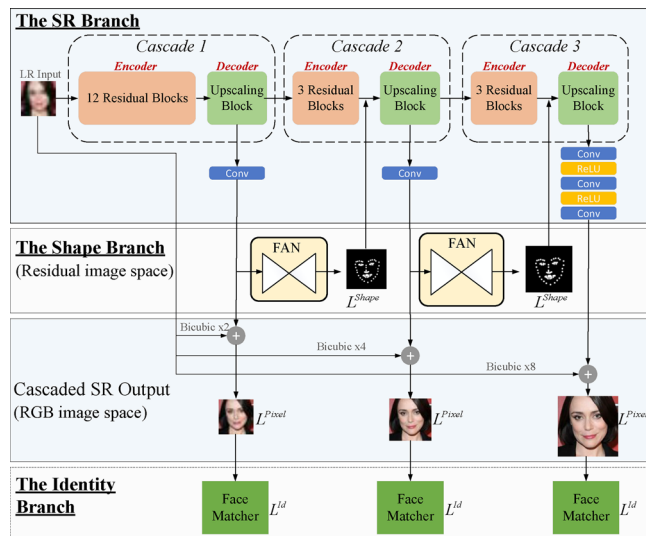 The SR Branch
Cascade 1
Cascade 2
Cascade 3
LR Input
Encoder
Decoder
Encoder
Decoder
Encoder
Decoder
12 Residual Blocks
Upscaling
Block
3 Residual
Blocks
Upscaling
Block
3 Residual
Blocks
Upscaling
Block
Conv
Conv
Conv
ReLU
Conv
ReLU
Conv
The Shape Branch
(Residual image space)
FAN
L^Shape
FAN
L^Shape
Bicubic x2
Bicubic x4
Bicubic x8
Cascaded SR Output
(RGB image space)
L^Pixel
L^Pixel
L^Pixel
The Identity
Branch
Face
Matcher
L^Id
Face
Matcher
L^Id
Face
Matcher
L^Id